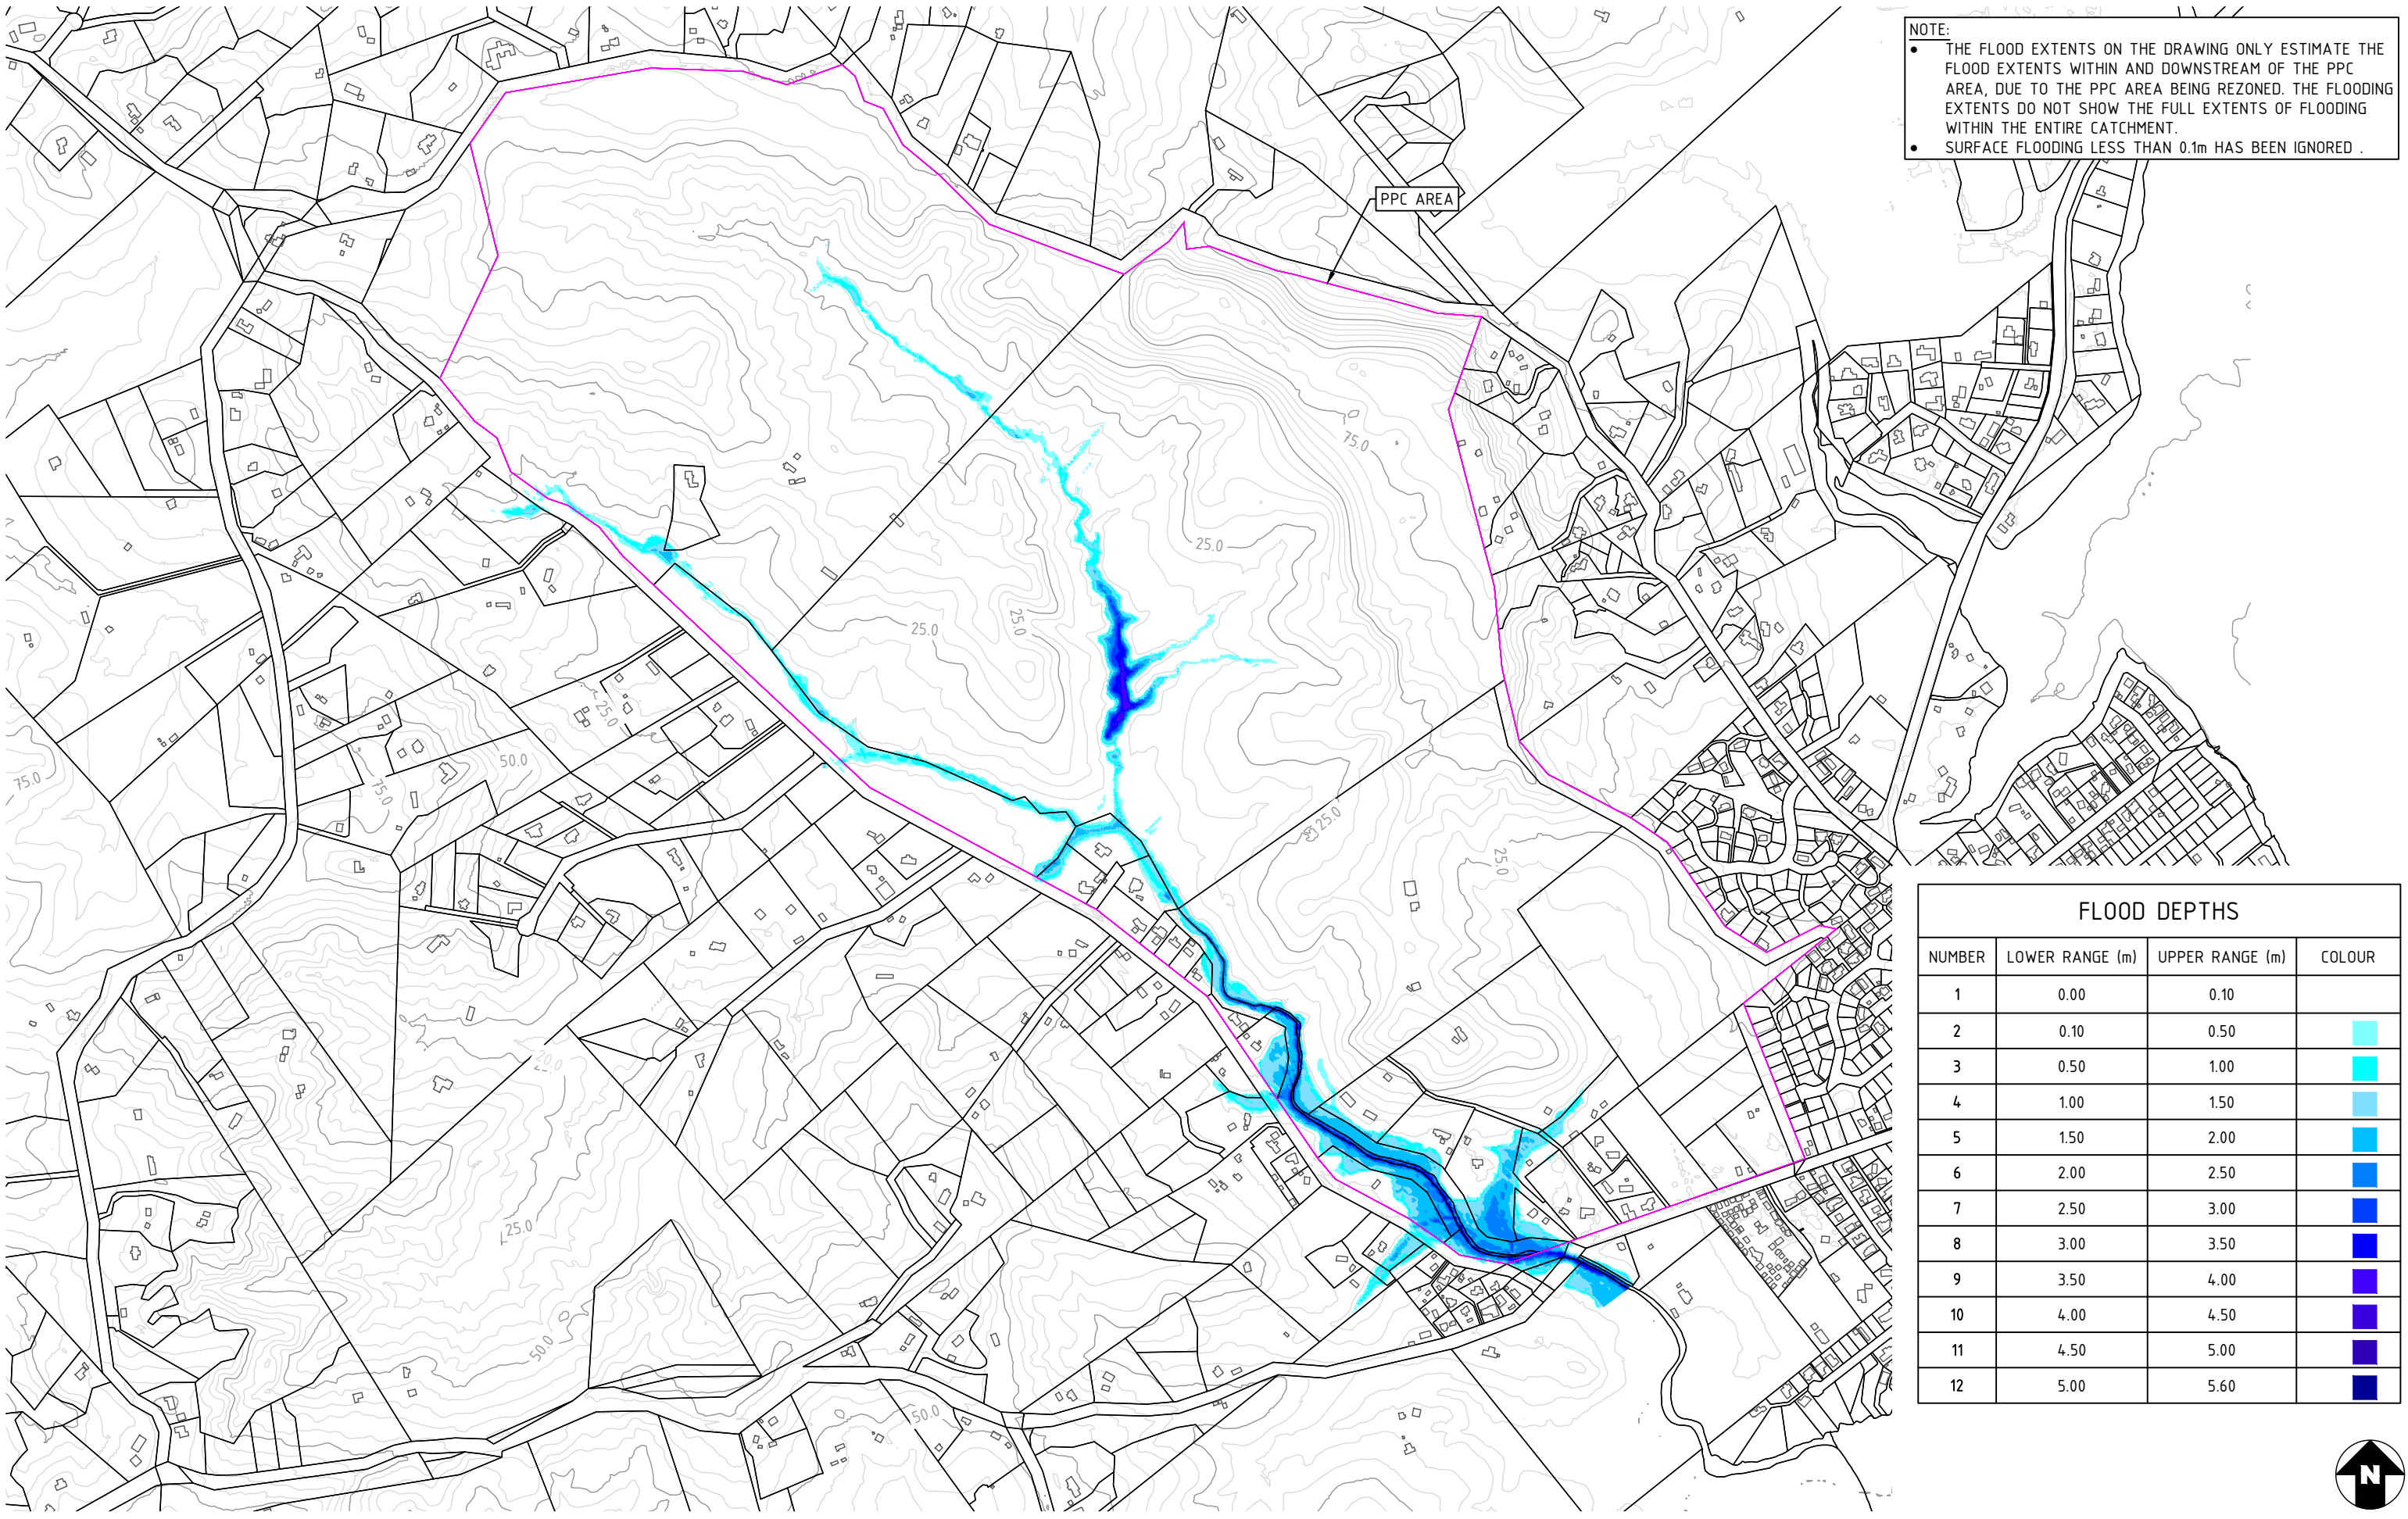 NOTE:
• THE FLOOD EXTENTS ON THE DRAWING ONLY ESTIMATE THE
FLOOD EXTENTS WITHIN AND DOWNSTREAM OF THE PPC
AREA, DUE TO THE PPC AREA BEING REZONED. THE FLOODING
EXTENTS DO NOT SHOW THE FULL EXTENTS OF FLOODING
WITHIN THE ENTIRE CATCHMENT.
• SURFACE FLOODING LESS THAN 0.1m HAS BEEN IGNORED .
PPC AREA
75.0
25.0
25.0
25.0
25.0
50.0
75.0
75.0
25.0
25.0
25.0
50.0
50.0
FLOOD DEPTHS
NUMBER LOWER RANGE (m) UPPER RANGE (m) COLOUR
1 0.00 0.10
2 0.10 0.50
3 0.50 1.00
4 1.00 1.50
5 1.50 2.00
6 2.00 2.50
7 2.50 3.00
8 3.00 3.50
9 3.50 4.00
10 4.00 4.50
11 4.50 5.00
12 5.00 5.60
N